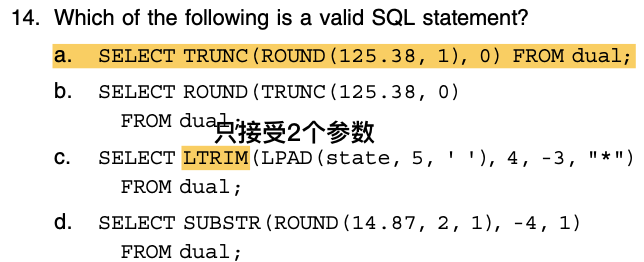 14. Which of the following is a valid SQL statement?
a. SELECT TRUNC(ROUND(125.38, 1), 0) FROM dual;
b. SELECT ROUND(TRUNC(125.38, 0)
FROM dual;
只接受2个参数
c. SELECT LTRIM(LPAD(state, 5, ' '), 4, -3, "*")
FROM dual;
d. SELECT SUBSTR(ROUND(14.87, 2, 1), -4, 1)
FROM dual;